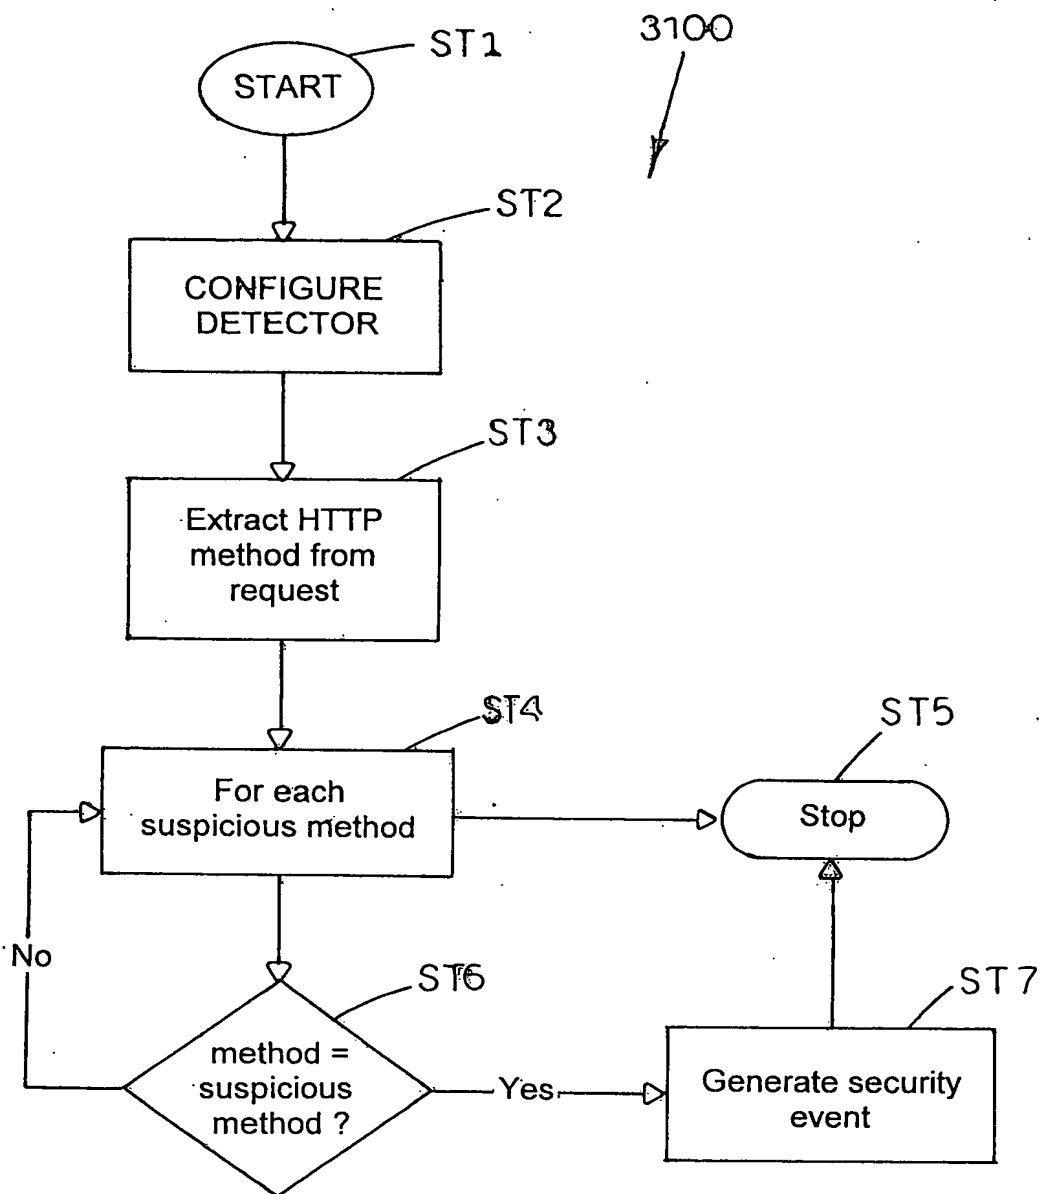 ST1
3100
START
ST2
CONFIGURE
DETECTOR
ST3
Extract HTTP
method from
request
ST4
For each
suspicious method
ST5
Stop
No
ST6
method =
suspicious
method ?
Yes
ST7
Generate security
event